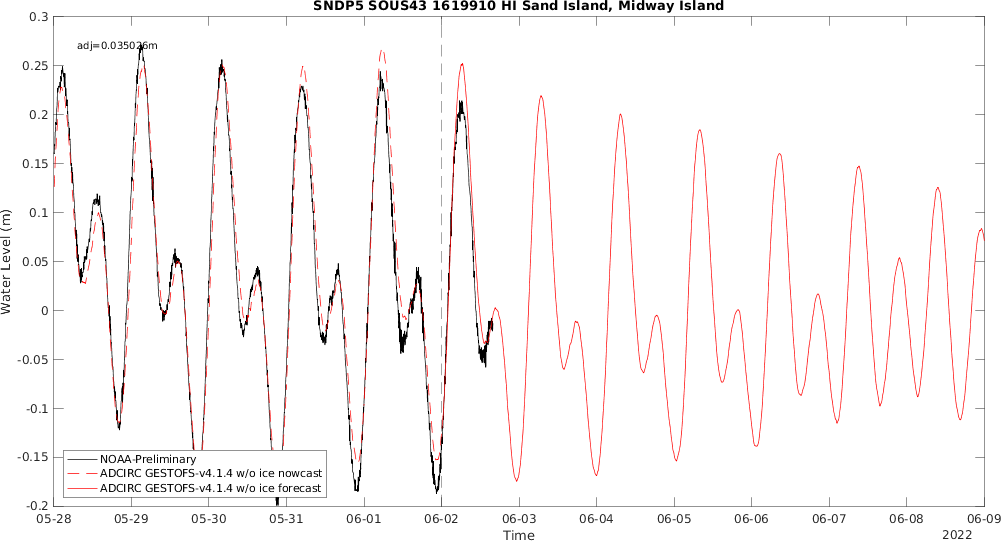 SNDP5 SOUS43 1619910 HI Sand Island, Midway Island
0.3
adj=0.035026m
0.25
0.2
0.15
0.1
0.05
0
-0.05
-0.1
-0.15
-0.2
Water Level (m)
NOAA-Preliminary
ADCIRC GESTOFS-v4.1.4 w/o ice nowcast
ADCIRC GESTOFS-v4.1.4 w/o ice forecast
05-28 05-29 05-30 05-31 06-01 06-02 06-03 06-04 06-05 06-06 06-07 06-08 06-09
Time
2022